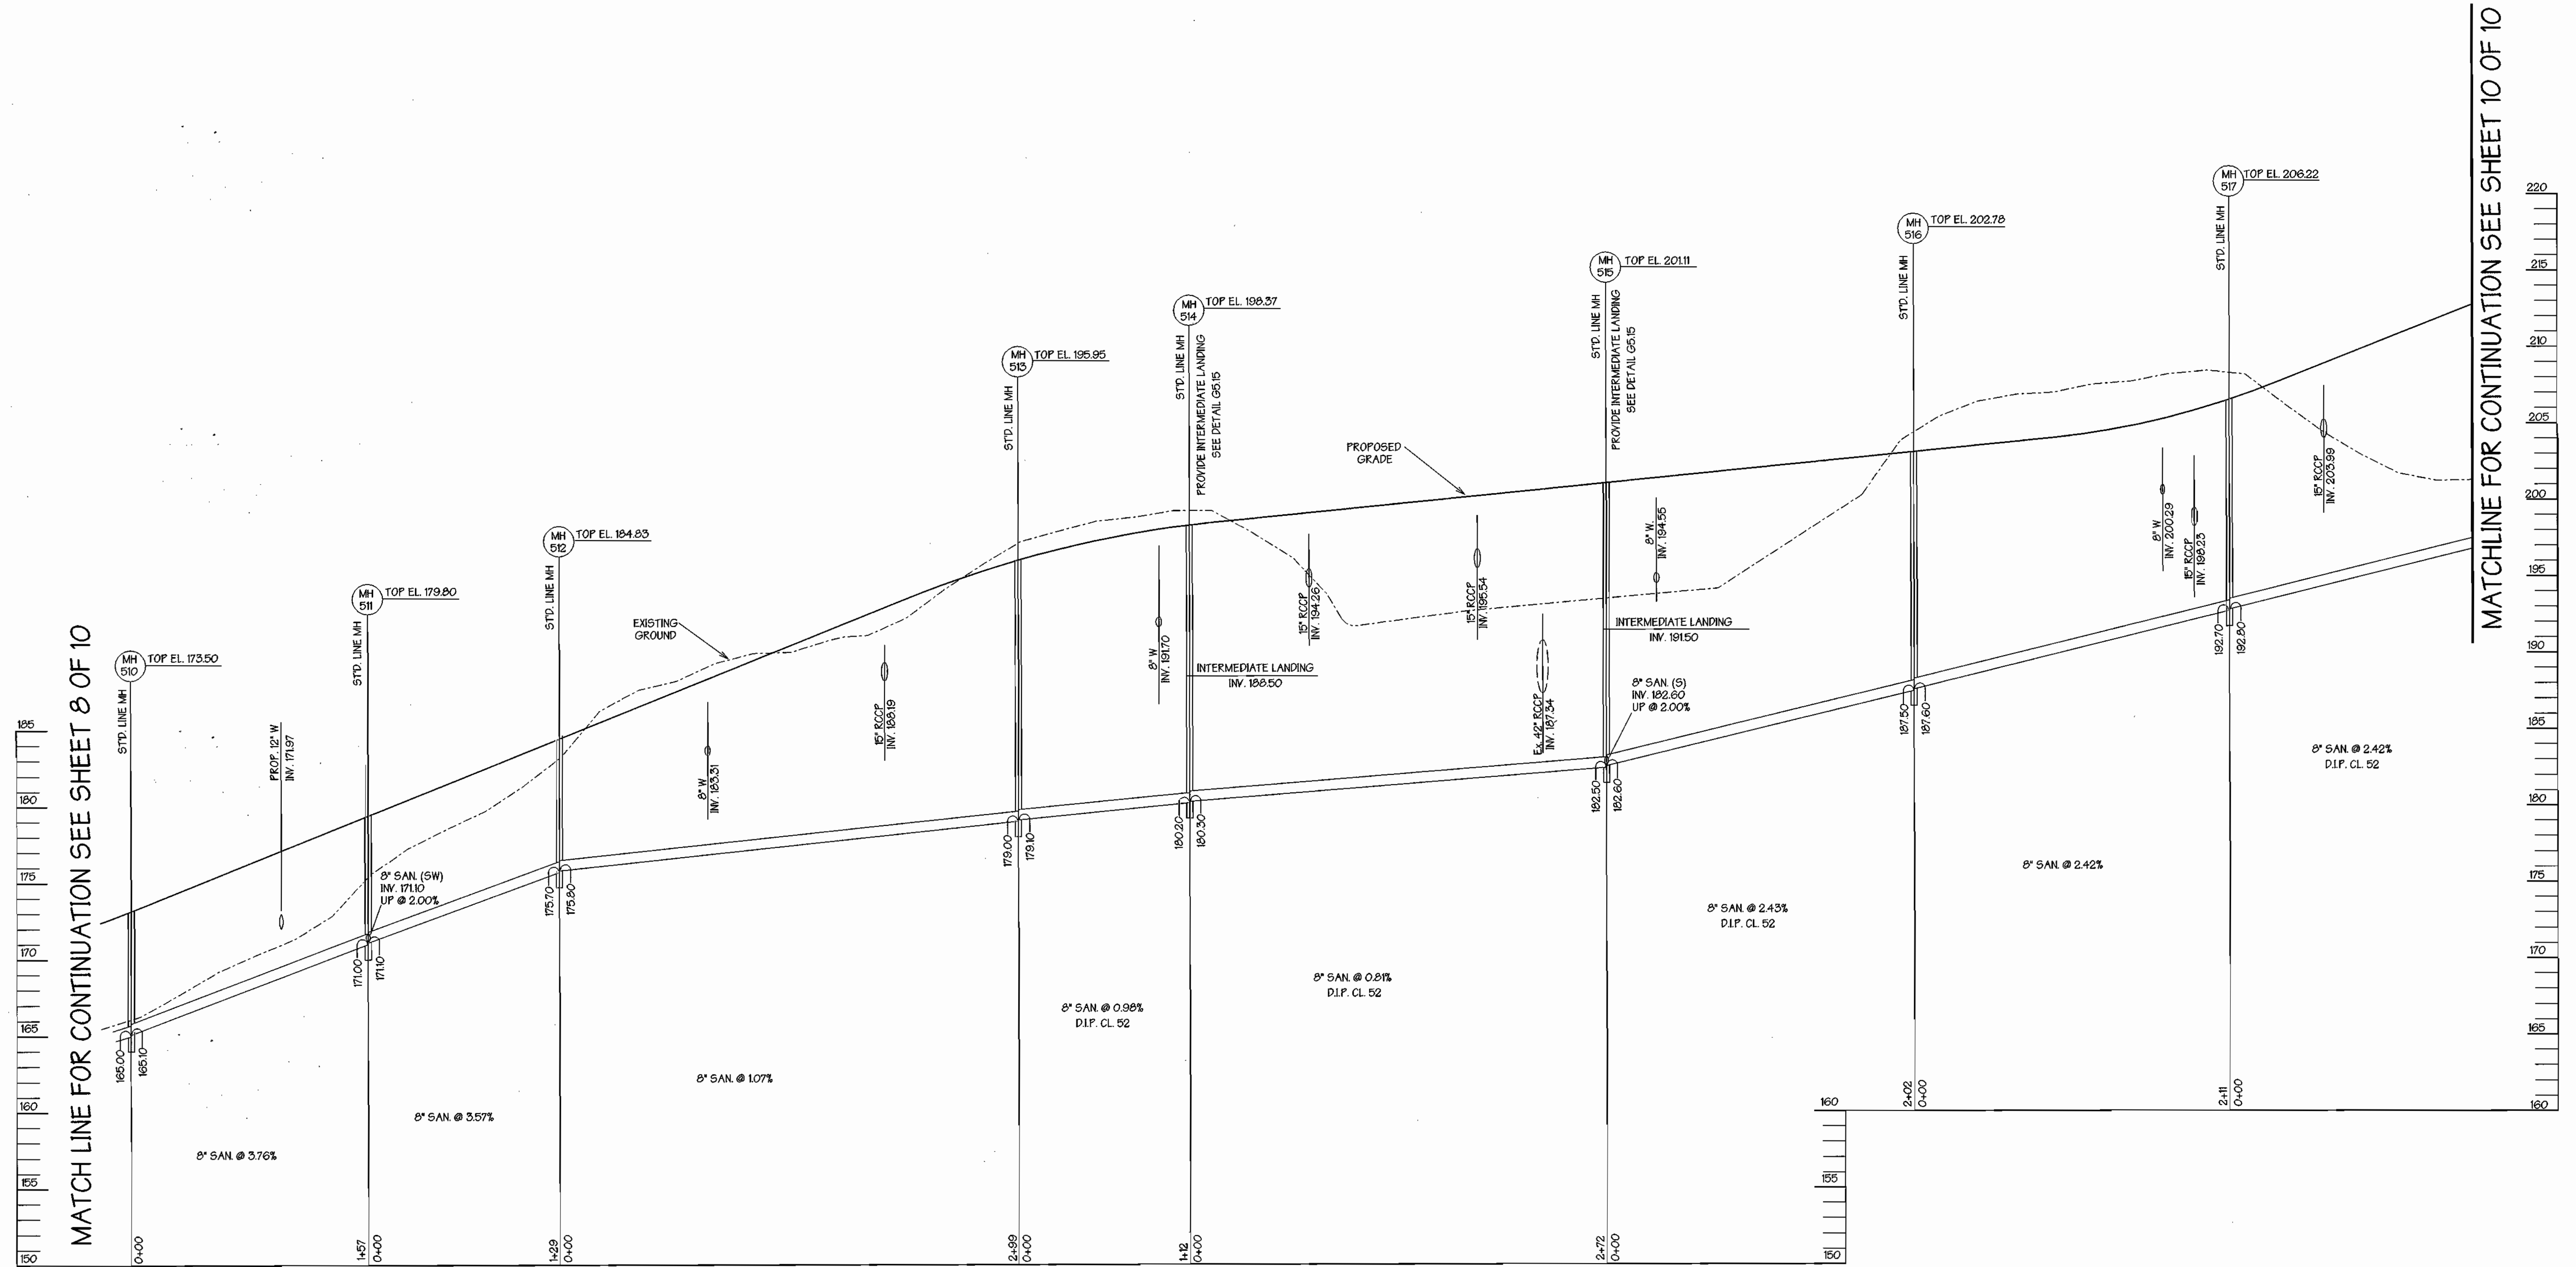 MATCH LINE FOR CONTINUATION SEE SHEET 8 OF 10
185
180
175
170
165
160
155
150
MH
510
TOP EL. 173.50
ST'D. LINE MH
165.00
165.10
0+00
PROP. 12" W
INV. 171.97
8" SAN. @ 3.76%
MH
511
TOP EL. 179.80
ST'D. LINE MH
8" SAN. (SW)
INV. 171.10
UP @ 2.00%
171.00
171.10
1+57
0+00
8" SAN. @ 3.57%
MH
512
TOP EL. 184.83
ST'D. LINE MH
175.70
175.80
1+29
0+00
EXISTING
GROUND
8" W
INV. 183.31
15" RCCP
INV. 188.19
8" SAN. @ 1.07%
MH
513
TOP EL. 195.95
ST'D. LINE MH
179.00
179.10
2+99
0+00
8" W
INV. 191.70
8" SAN. @ 0.98%
D.I.P. CL. 52
MH
514
TOP EL. 198.37
ST'D. LINE MH
PROVIDE INTERMEDIATE LANDING
SEE DETAIL G5.15
INTERMEDIATE LANDING
INV. 188.50
180.20
180.30
1+12
0+00
15" RCCP
INV. 194.26
PROPOSED
GRADE
15" RCCP
INV. 195.54
Ex. 42" RCCP
INV. 187.34
8" SAN. @ 0.81%
D.I.P. CL. 52
MH
515
TOP EL. 201.11
ST'D. LINE MH
PROVIDE INTERMEDIATE LANDING
SEE DETAIL G5.15
8" W.
INV. 194.55
INTERMEDIATE LANDING
INV. 191.50
8" SAN. (S)
INV. 182.60
UP @ 2.00%
182.50
182.60
2+72
0+00
8" SAN. @ 2.43%
D.I.P. CL. 52
160
155
150
MH
516
TOP EL. 202.78
ST'D. LINE MH
187.50
187.60
2+02
0+00
8" SAN. @ 2.42%
8" W
INV. 200.29
15" RCCP
INV. 198.23
MH
517
TOP EL. 206.22
ST'D. LINE MH
192.70
192.80
2+11
0+00
15" RCCP
INV. 203.99
8" SAN. @ 2.42%
D.I.P. CL. 52
MATCHLINE FOR CONTINUATION SEE SHEET 10 OF 10
220
215
210
205
200
195
190
185
180
175
170
165
160